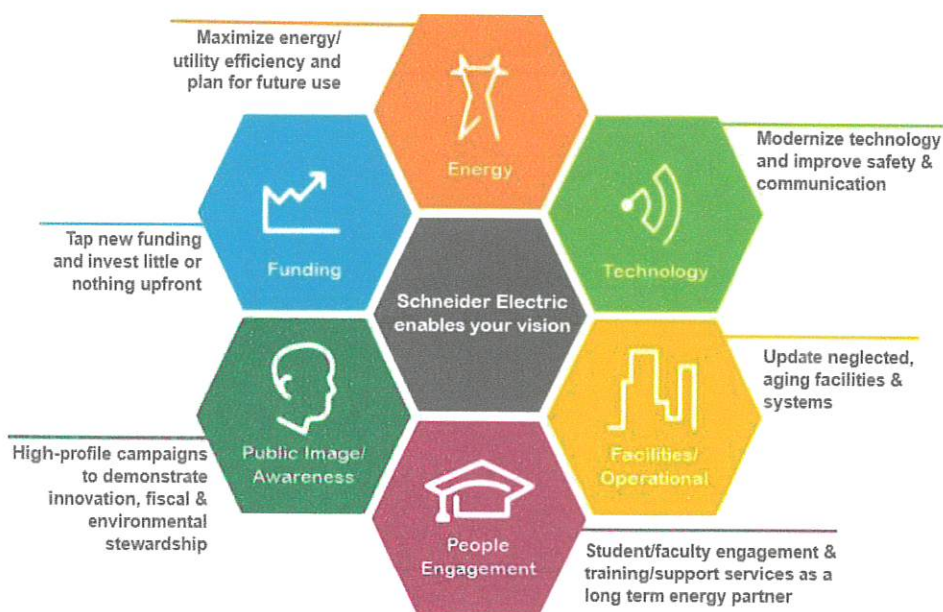 Maximize energy/
utility efficiency and
plan for future use
Energy
Modernize technology
and improve safety &
communication
Technology
Tap new funding
and invest little or
nothing upfront
Funding
Schneider Electric
enables your vision
Update neglected,
aging facilities &
systems
Facilities/
Operational
High-profile campaigns
to demonstrate
innovation, fiscal &
environmental
stewardship
Public Image/
Awareness
People
Engagement
Student/faculty engagement &
training/support services as a
long term energy partner